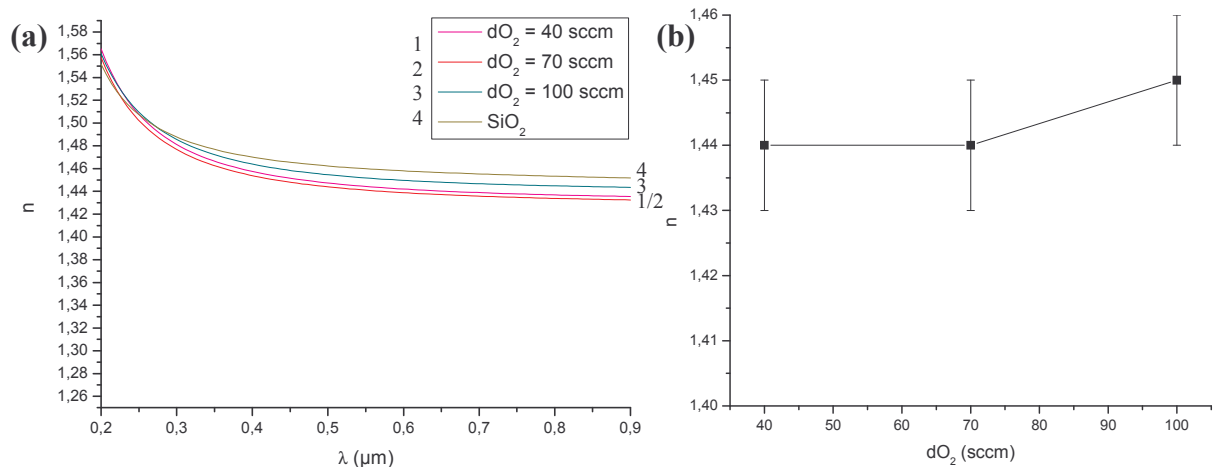 (a)
1 dO2 = 40 sccm
2 dO2 = 70 sccm
3 dO2 = 100 sccm
4 SiO2
1,58
1,56
1,54
1,52
1,50
1,48
1,46
1,44
1,42
1,40
1,38
1,36
1,34
1,32
1,30
1,28
1,26
n
4
3
1/2
0,2 0,3 0,4 0,5 0,6 0,7 0,8 0,9
λ (µm)
(b)
1,46
1,45
1,44
1,43
1,42
1,41
1,40
n
40 50 60 70 80 90 100
dO2 (sccm)